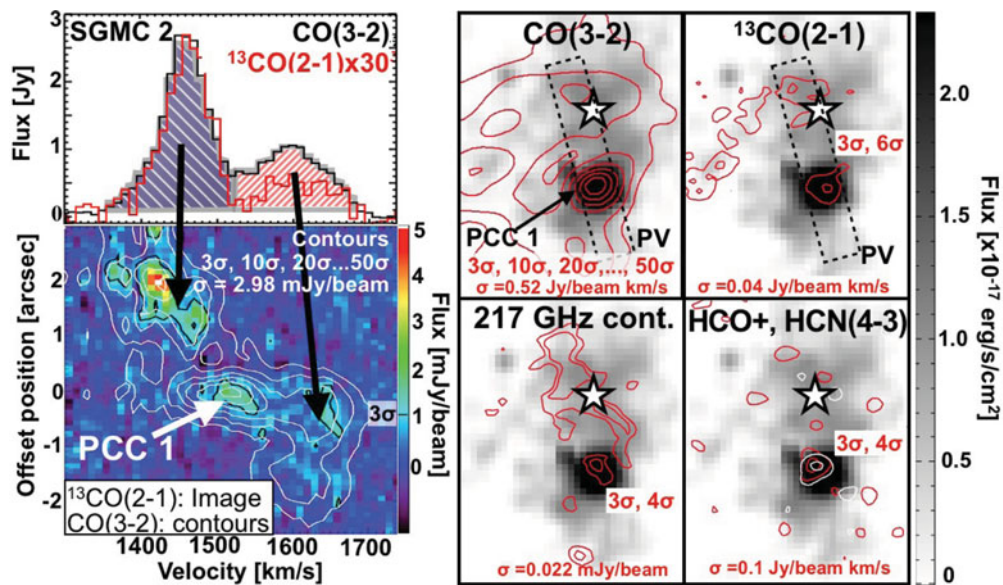 SGMC 2 CO(3-2)
¹³CO(2-1)x30
Flux [Jy]
3
2
1
0
Contours
3σ, 10σ, 20σ...50σ
σ = 2.98 mJy/beam
Offset position [arcsec]
2
1
0
-1
-2
PCC 1
¹³CO(2-1): Image
CO(3-2): contours
1400 1500 1600 1700
Velocity [km/s]
5
4
3
2
1
0
3σ
Flux [mJy/beam]
CO(3-2)
PCC 1
PV
3σ, 10σ, 20σ,..., 50σ
σ =0.52 Jy/beam km/s
¹³CO(2-1)
3σ, 6σ
PV
σ =0.04 Jy/beam km/s
217 GHz cont.
3σ, 4σ
σ =0.022 mJy/beam
HCO+, HCN(4-3)
3σ, 4σ
σ =0.1 Jy/beam km/s
2.0
1.5
1.0
0.5
0.0
Flux [x10⁻¹⁷ erg/s/cm²]